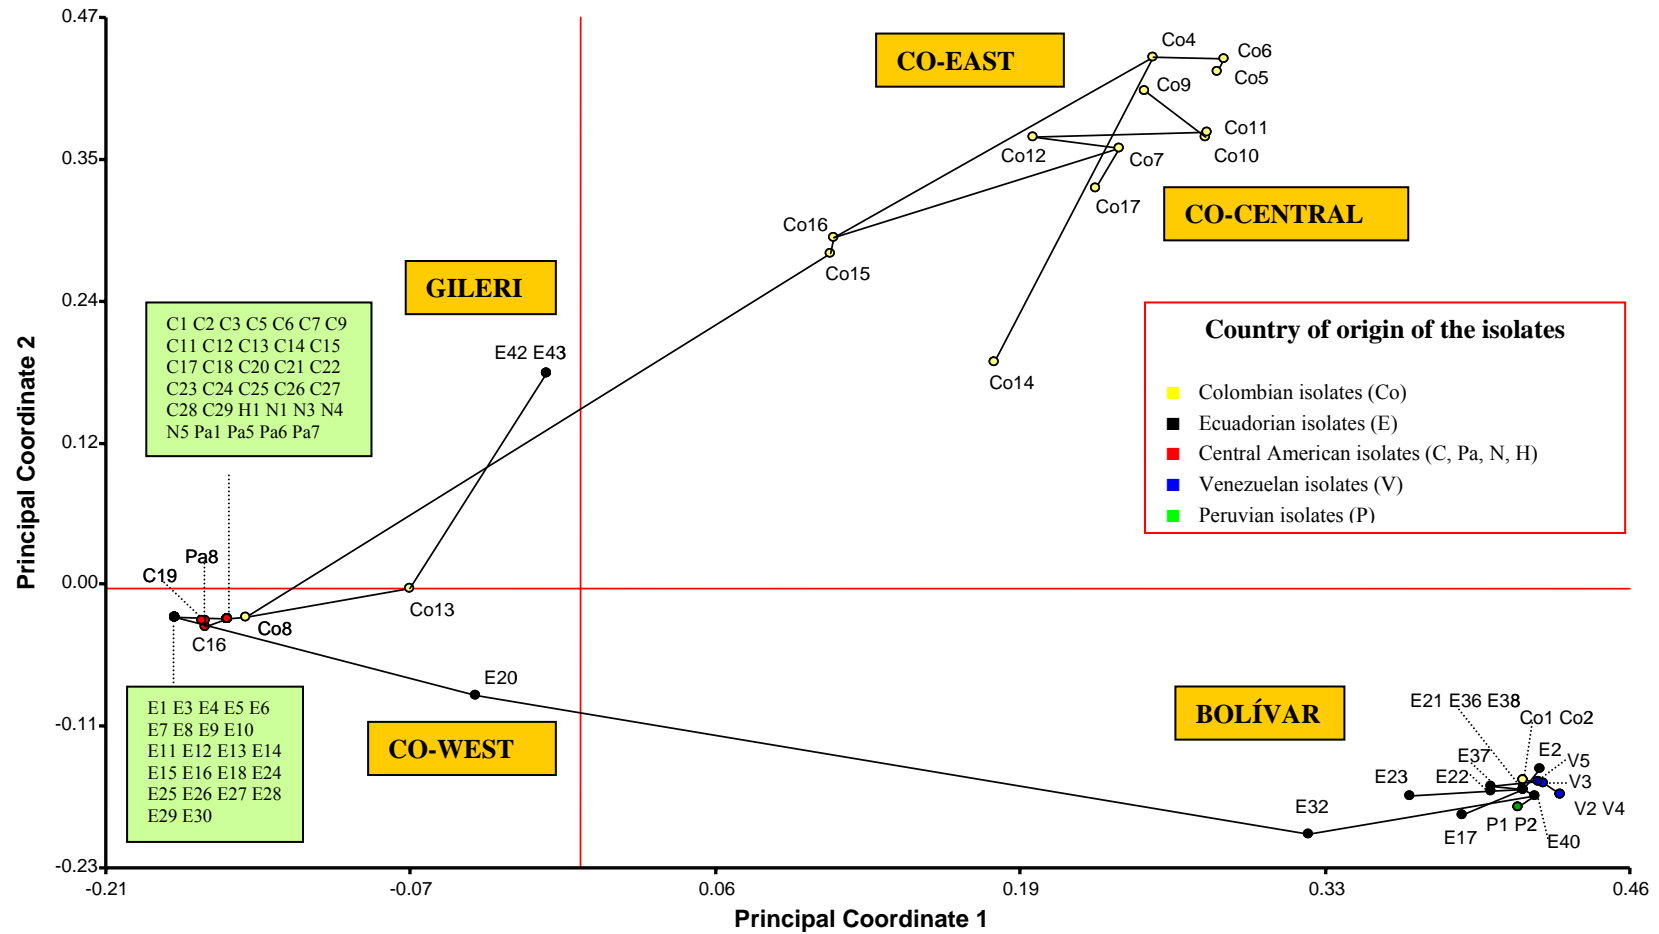 0.47
0.35
0.24
0.12
0.00
-0.11
-0.23
Principal Coordinate 2
-0.21
-0.07
0.06
0.19
0.33
0.46
Principal Coordinate 1
CO-EAST
Co4
Co6
Co5
Co9
Co11
Co10
Co12
Co7
Co17
CO-CENTRAL
Co16
Co15
Co14
GILERI
E42 E43
C1 C2 C3 C5 C6 C7 C9
C11 C12 C13 C14 C15
C17 C18 C20 C21 C22
C23 C24 C25 C26 C27
C28 C29 H1 N1 N3 N4
N5 Pa1 Pa5 Pa6 Pa7
Country of origin of the isolates
Colombian isolates (Co)
Ecuadorian isolates (E)
Central American isolates (C, Pa, N, H)
Venezuelan isolates (V)
Peruvian isolates (P)
Pa8
C19
Co13
Co8
C16
E20
E1 E3 E4 E5 E6
E7 E8 E9 E10
E11 E12 E13 E14
E15 E16 E18 E24
E25 E26 E27 E28
E29 E30
CO-WEST
BOLÍVAR
E21 E36 E38
Co1 Co2
E2
E37
V5
E23
E22
V3
V2 V4
E32
E17
P1 P2
E40